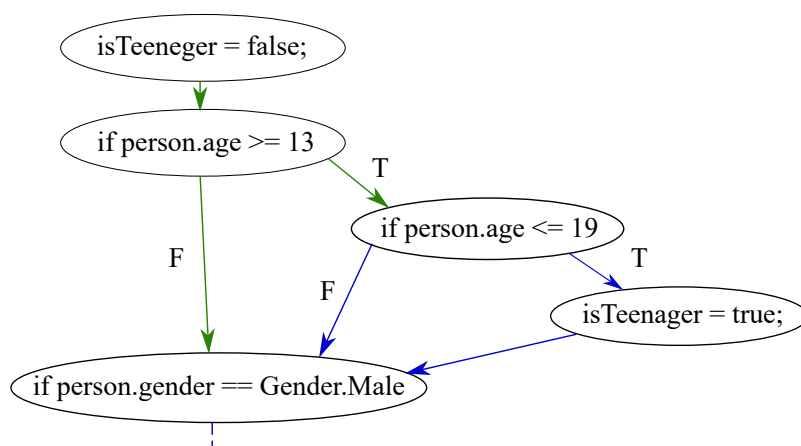 isTeeneger = false;
if person.age >= 13
T
if person.age <= 19
F
F
T
isTeenager = true;
if person.gender == Gender.Male